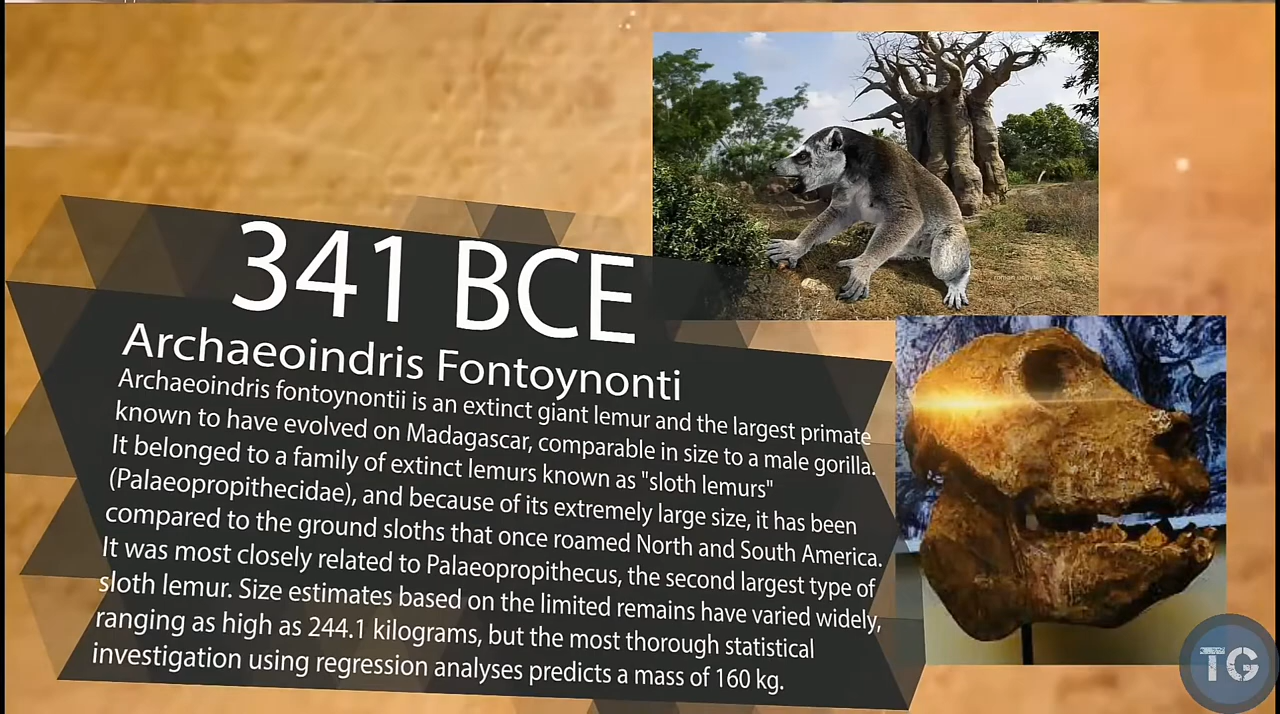 341 BCE
Archaeoindris Fontoynonti
Archaeoindris fontoynontii is an extinct giant lemur and the largest primate
known to have evolved on Madagascar, comparable in size to a male gorilla.
It belonged to a family of extinct lemurs known as "sloth lemurs"
(Palaeopropithecidae), and because of its extremely large size, it has been
compared to the ground sloths that once roamed North and South America.
It was most closely related to Palaeopropithecus, the second largest type of
sloth lemur. Size estimates based on the limited remains have varied widely,
ranging as high as 244.1 kilograms, but the most thorough statistical
investigation using regression analyses predicts a mass of 160 kg.
TG